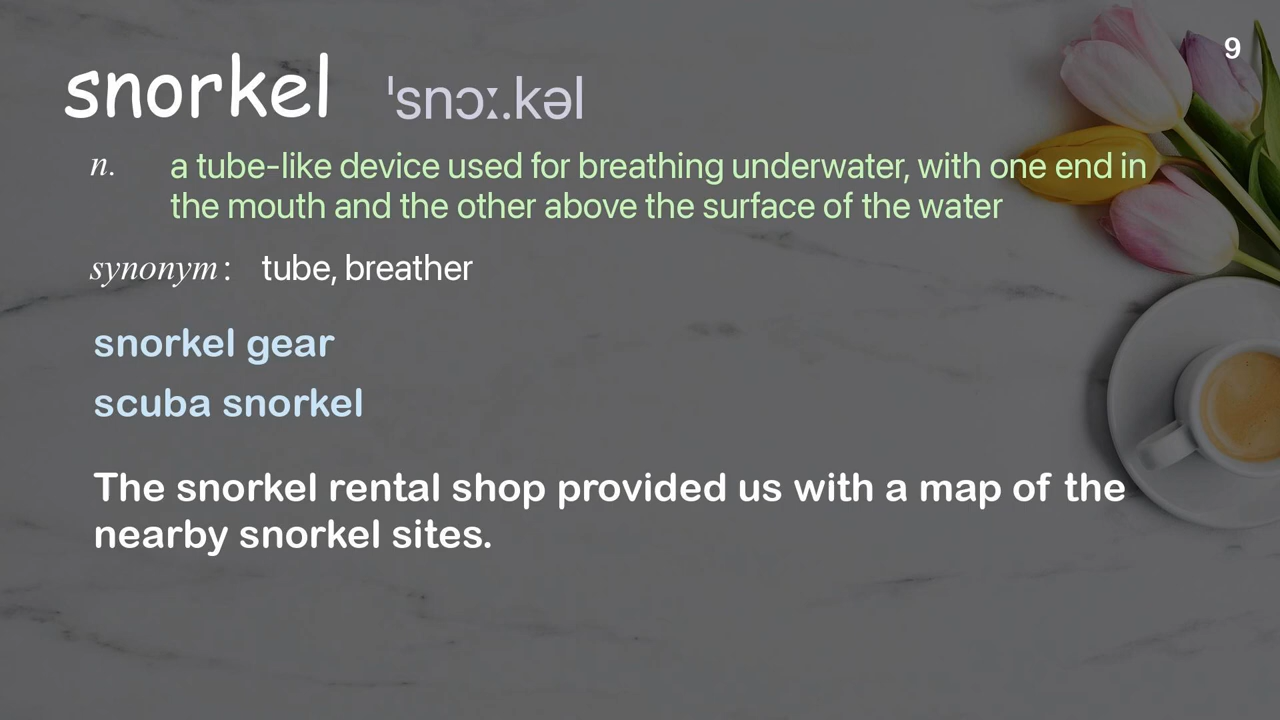 9
snorkel ˈsnɔː.kəl
n. a tube-like device used for breathing underwater, with one end in
the mouth and the other above the surface of the water
synonym: tube, breather
snorkel gear
scuba snorkel
The snorkel rental shop provided us with a map of the
nearby snorkel sites.